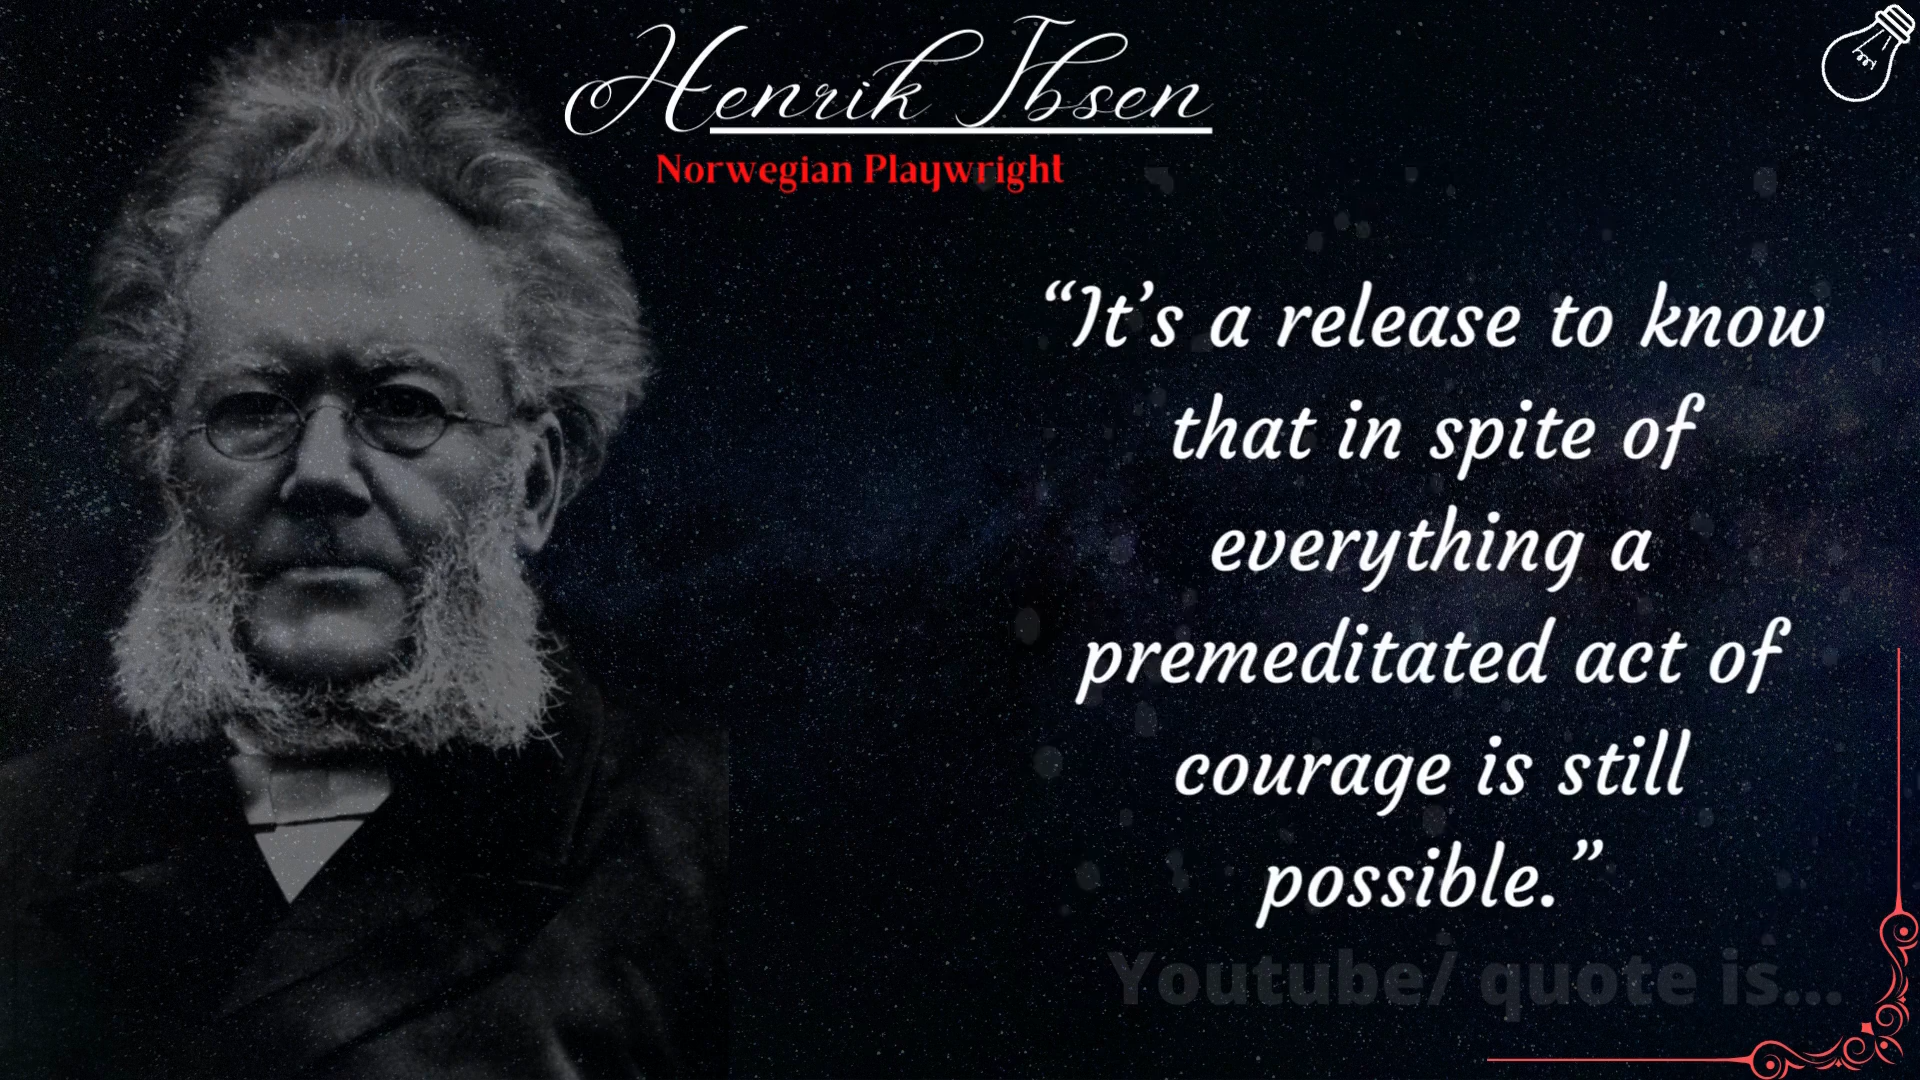 Henrik Ibsen
Norwegian Playwright
“It’s a release to know
that in spite of
everything a
premeditated act of
courage is still
possible.”
Youtube/ quote is...